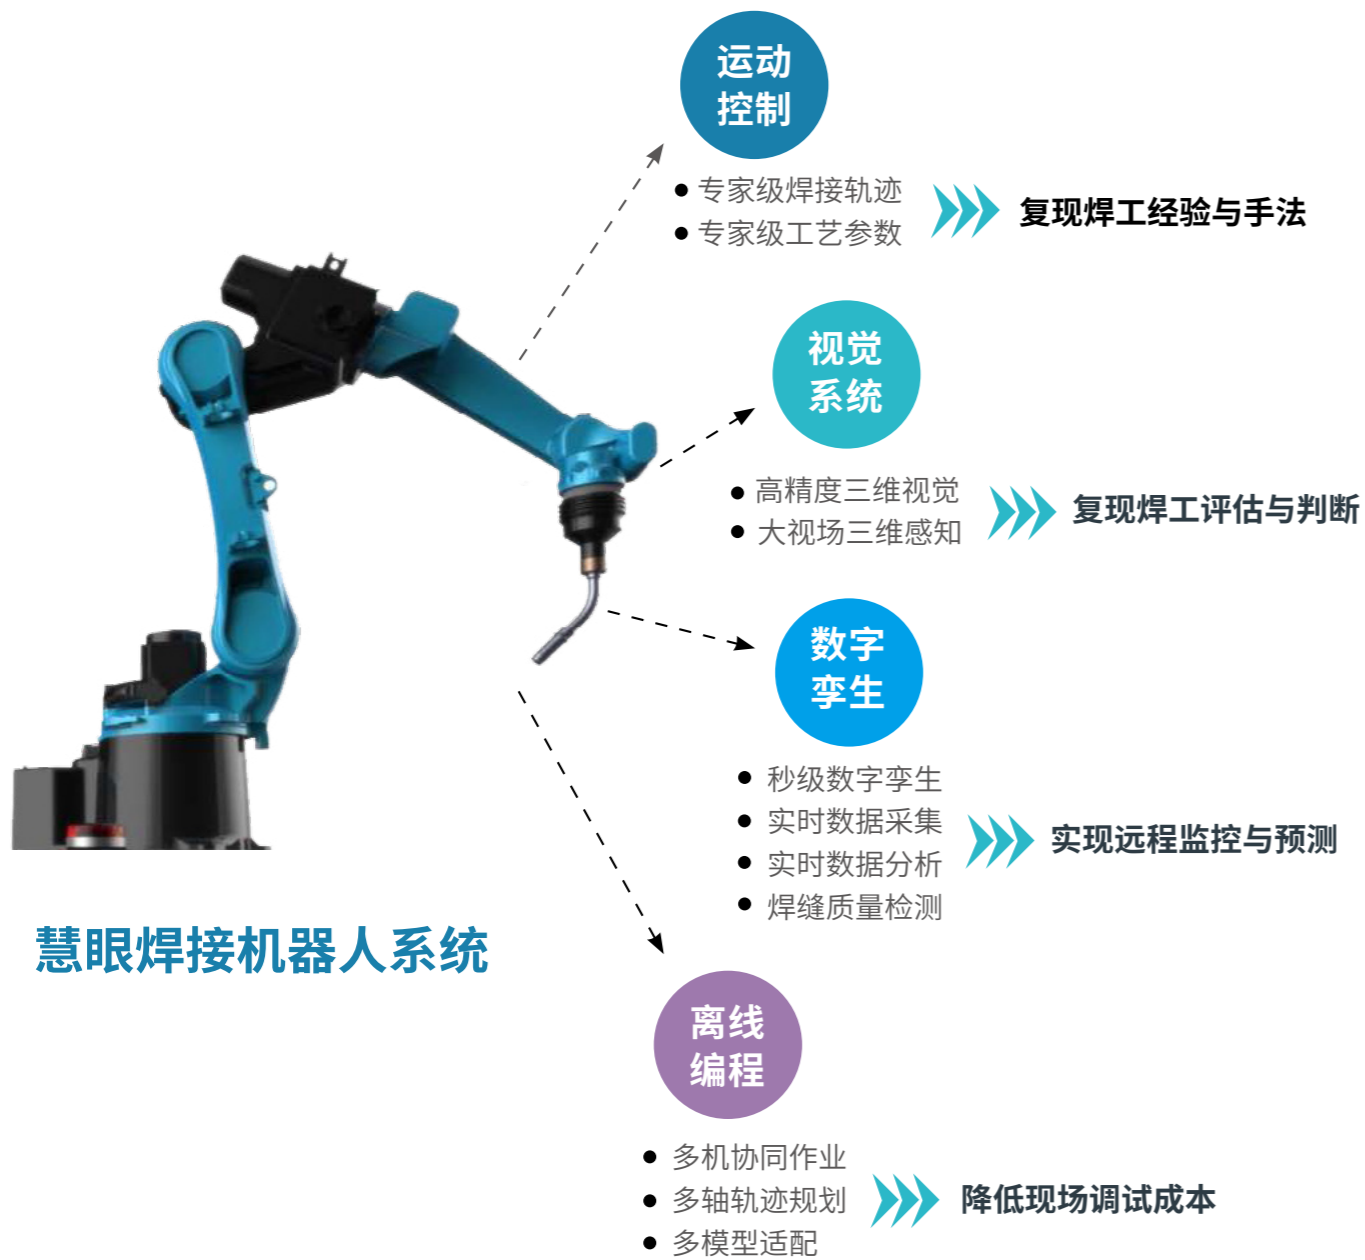 运动
控制
专家级焊接轨迹
专家级工艺参数
复现焊工经验与手法
视觉
系统
高精度三维视觉
大视场三维感知
复现焊工评估与判断
数字
孪生
秒级数字孪生
实时数据采集
实时数据分析
焊缝质量检测
实现远程监控与预测
慧眼焊接机器人系统
离线
编程
多机协同作业
多轴轨迹规划
多模型适配
降低现场调试成本